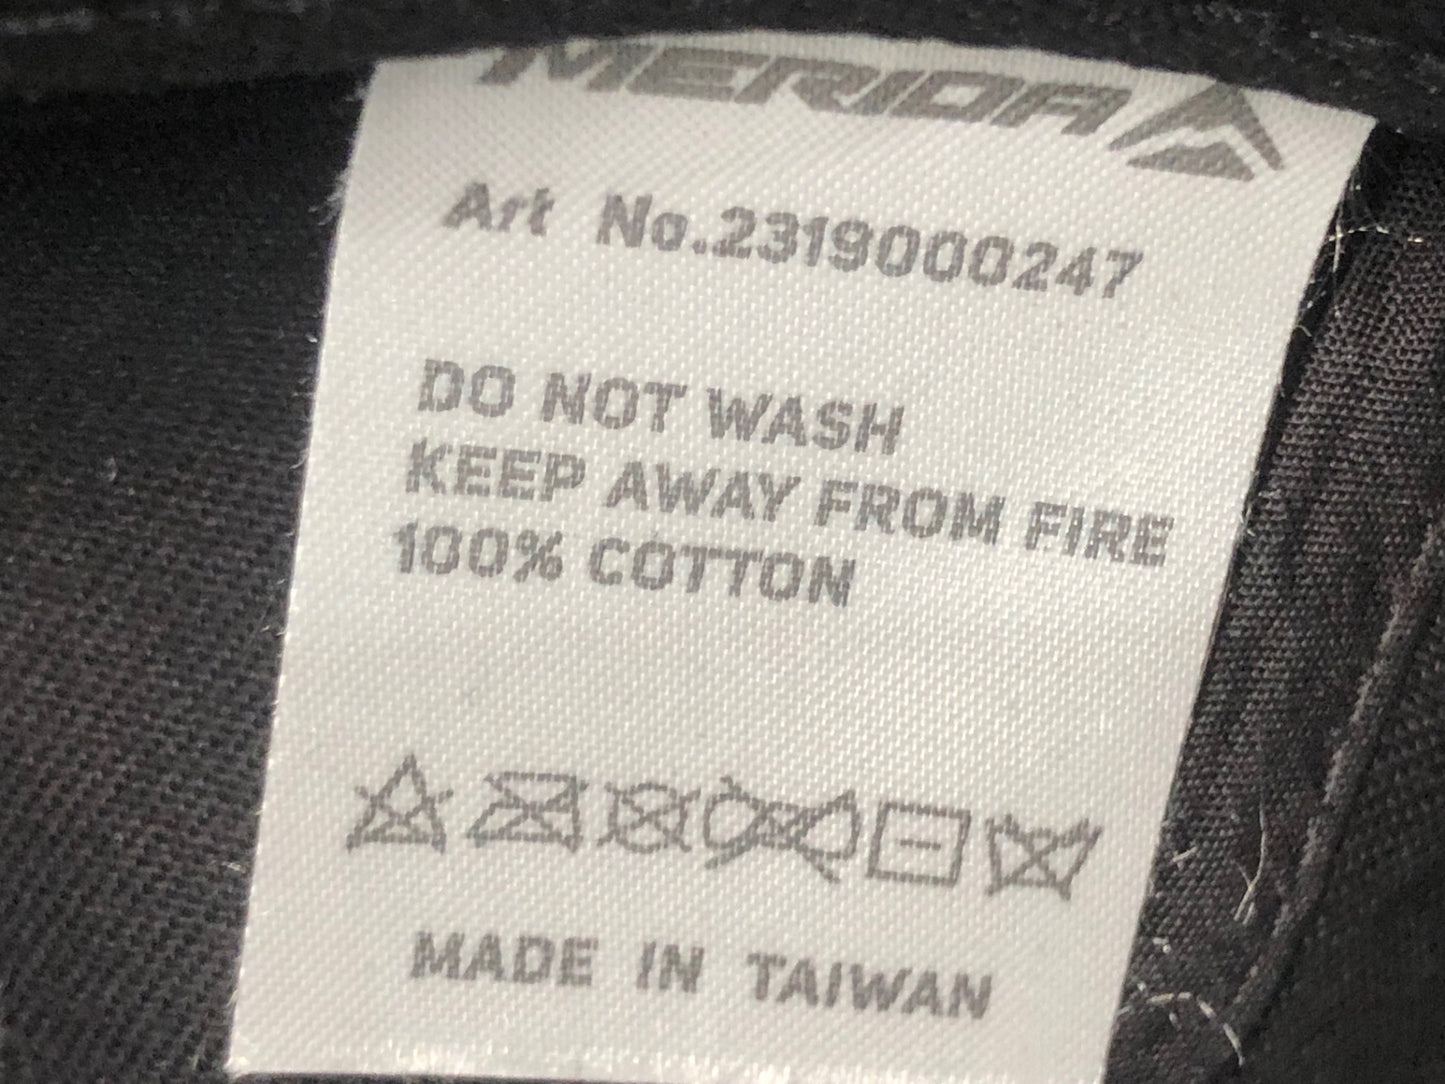 MERIDA
Art No.2319000247
DO NOT WASH
KEEP AWAY FROM FIRE
100% COTTON
MADE IN TAIWAN